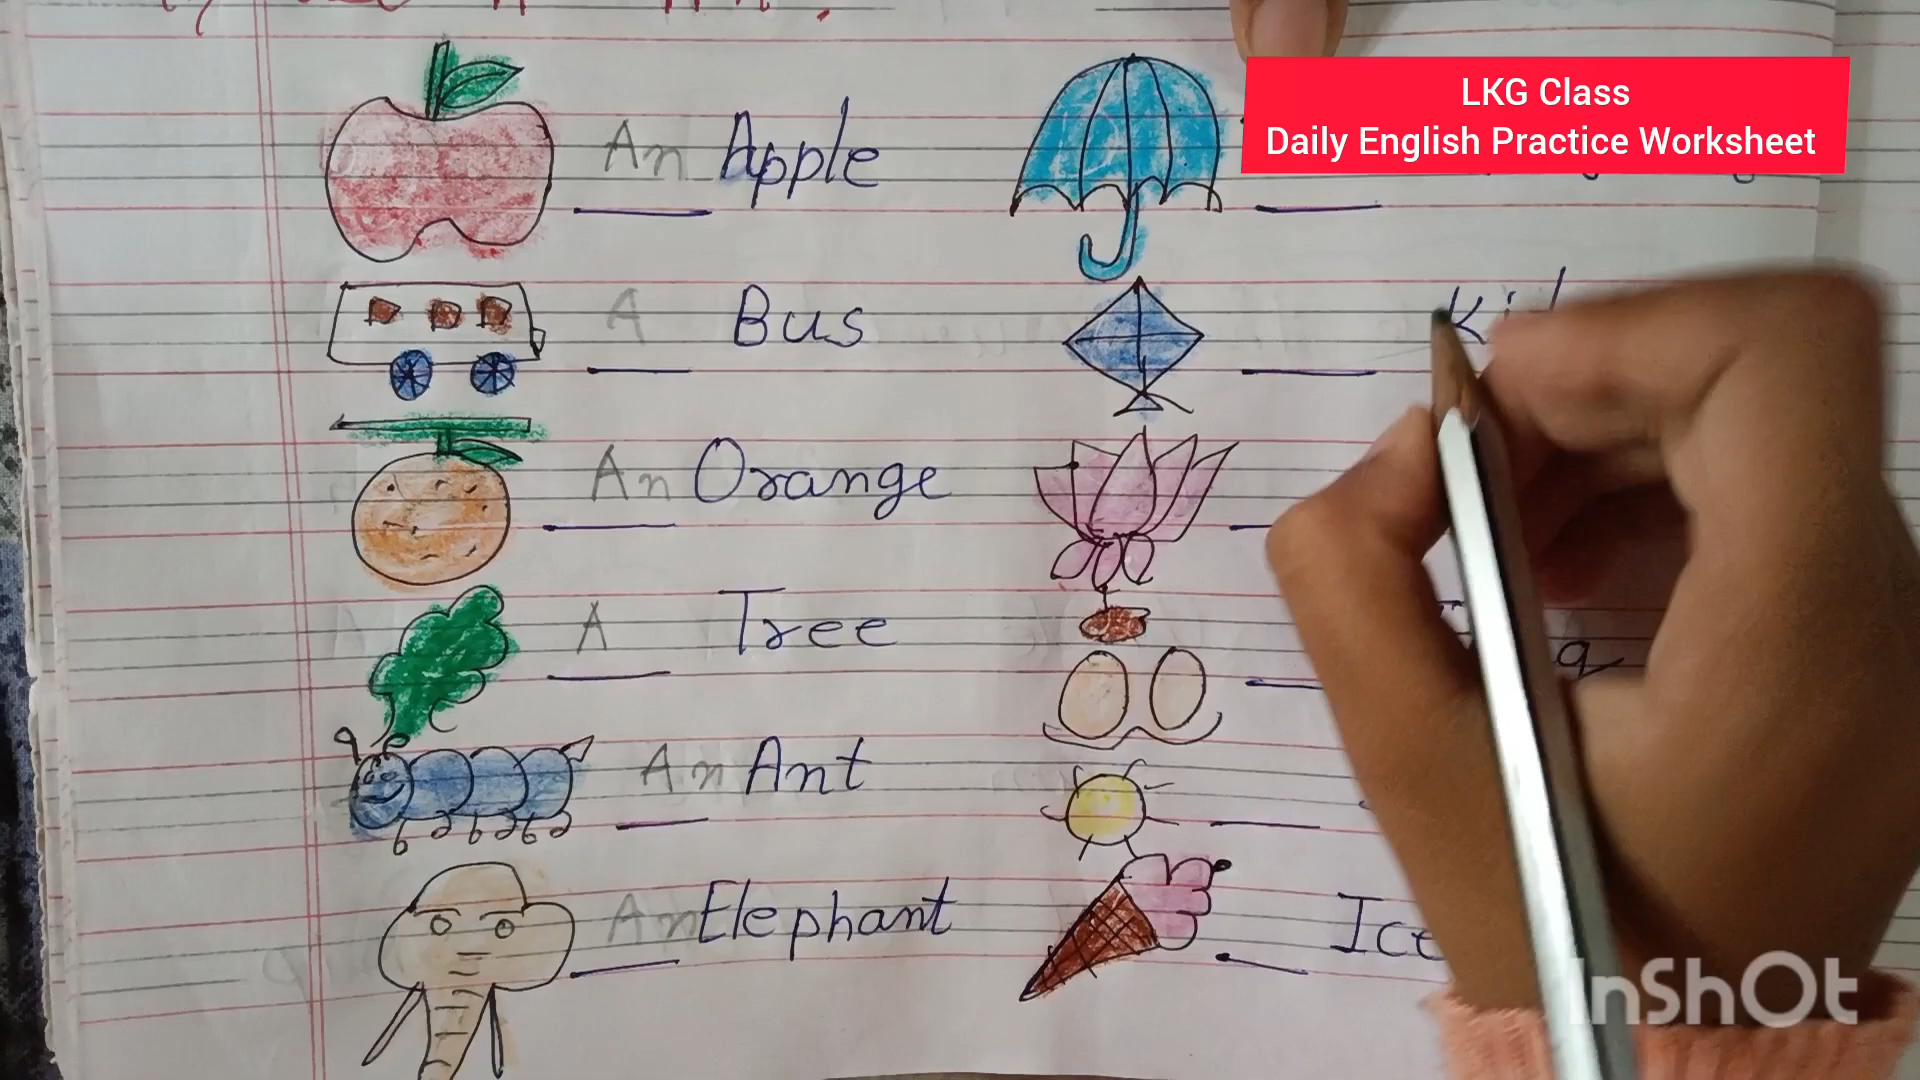 LKG Class
Daily English Practice Worksheet
An Apple
A Bus
An Orange
A Tree
An Ant
An Elephant
Ice
InShOt